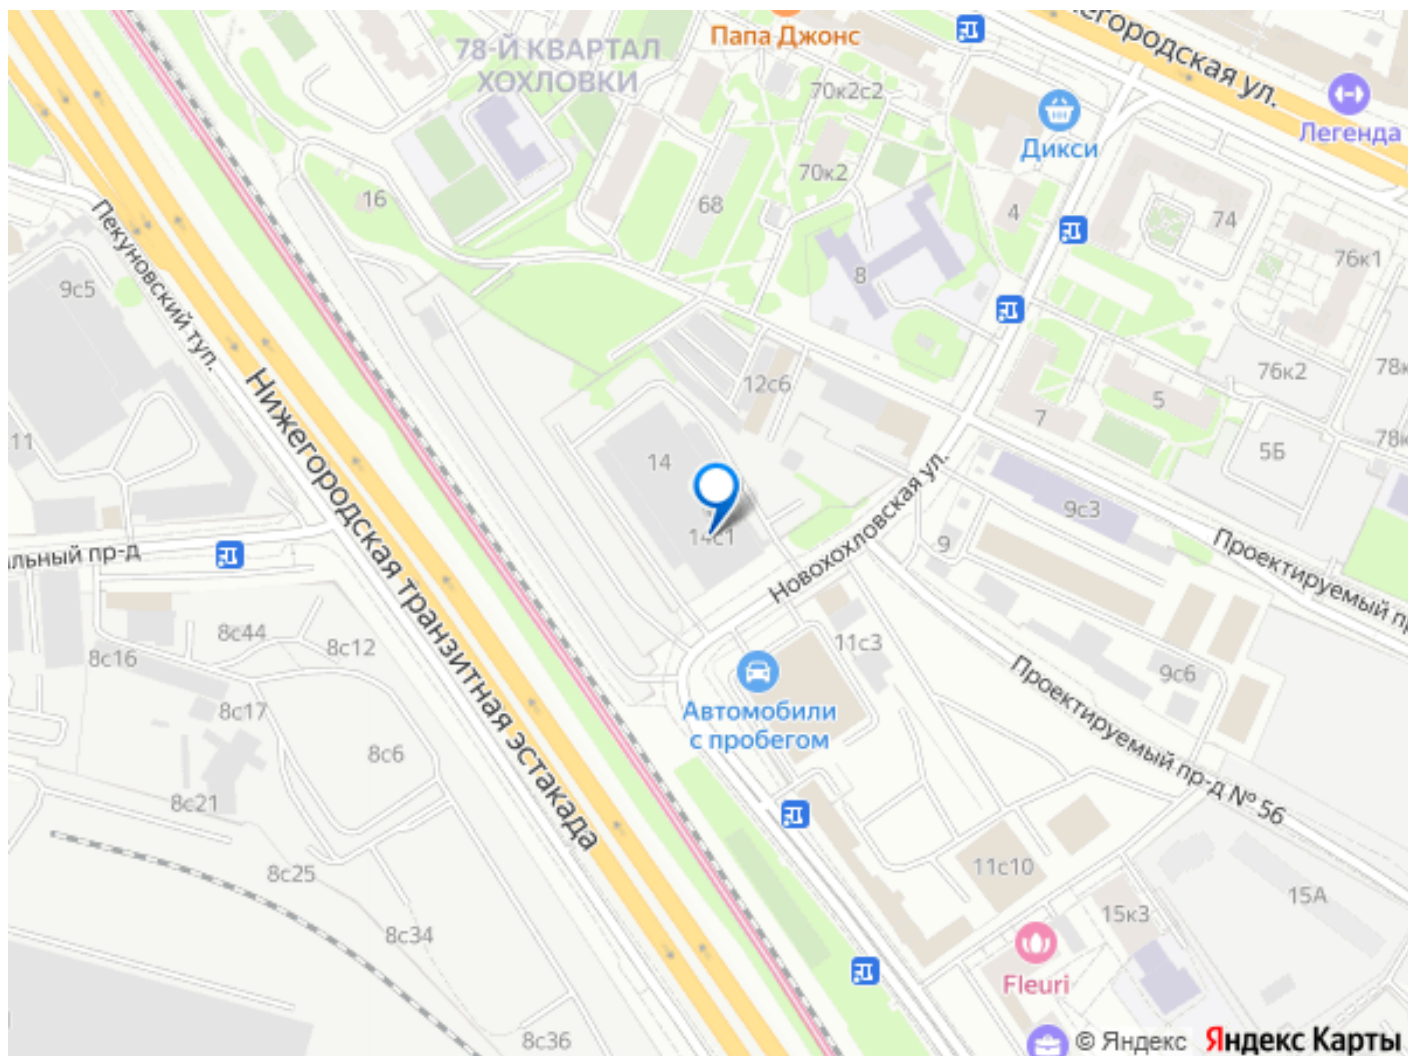 Папа Джонс
78-Й КВАРТАЛ
ХОХЛОВКИ
70к2с2
егородская ул.
Легенда
Дикси
70к2
16
68
4
74
76к1
8
9с5
Пекуновский туп.
12с6
76к2
78к
5
7
78к
5Б
11
14
14с1
Нижегородская транзитная эстакада
Новохохловская ул.
9с3
9
Проектируемый пр
льный пр-д
8с44
8с12
8с16
11с3
9с6
Проектируемый пр-д № 56
8с17
Автомобили
с пробегом
8с6
8с21
8с25
11с10
15А
15к3
8с34
Fleuri
8с36
© Яндекс Яндекс Карты